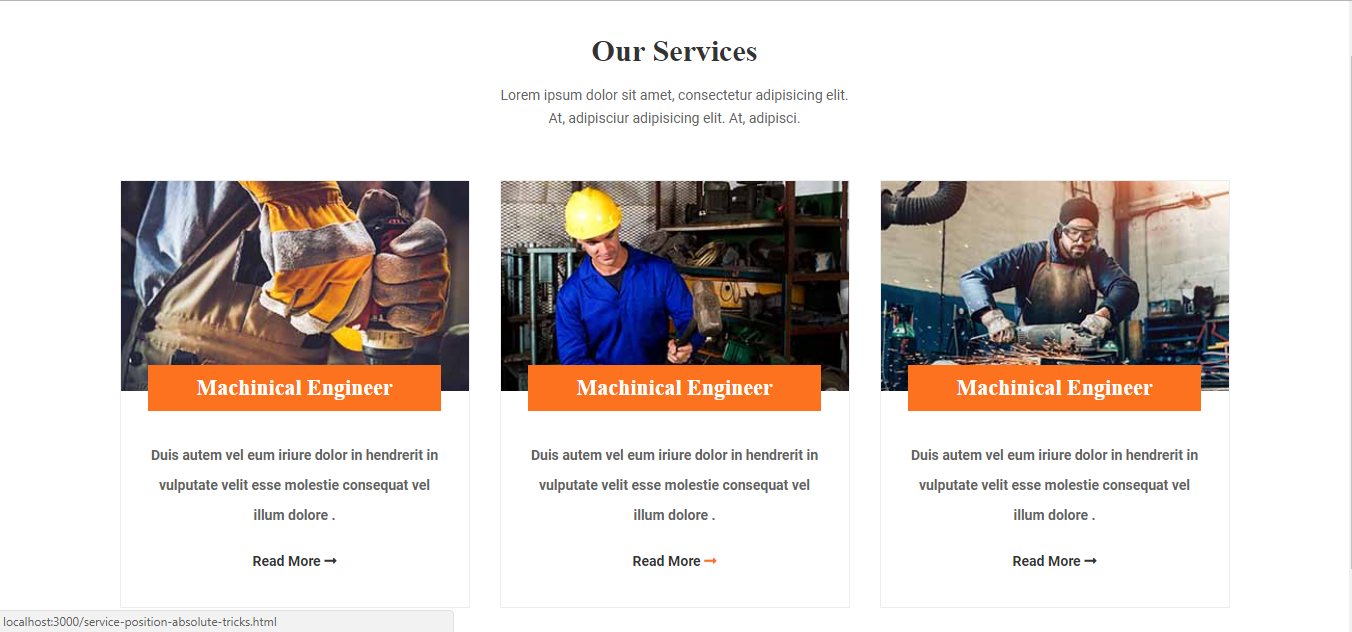 Our Services
Lorem ipsum dolor sit amet, consectetur adipisicing elit.
At, adipisciur adipisicing elit. At, adipisci.
Machinical Engineer
Duis autem vel eum iriure dolor in hendrerit in
vulputate velit esse molestie consequat vel
illum dolore .
Read More →
Machinical Engineer
Duis autem vel eum iriure dolor in hendrerit in
vulputate velit esse molestie consequat vel
illum dolore .
Read More →
Machinical Engineer
Duis autem vel eum iriure dolor in hendrerit in
vulputate velit esse molestie consequat vel
illum dolore .
Read More →
localhost:3000/service-position-absolute-tricks.html